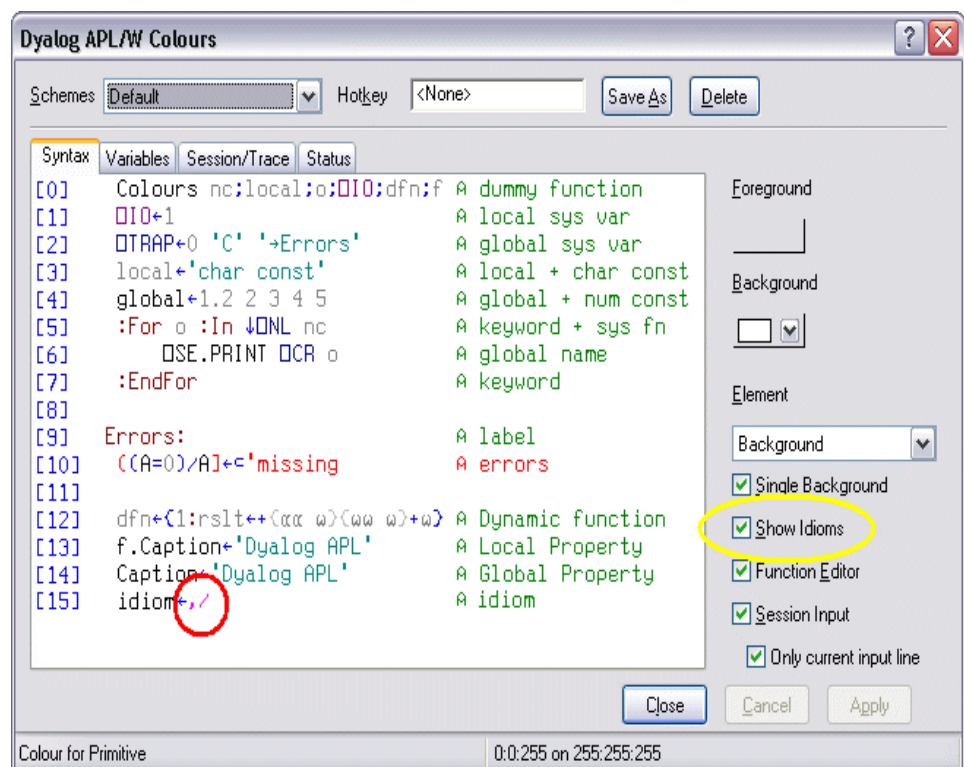 Dyalog APL/W Colours
Schemes Default Hotkey <None> Save As Delete
Syntax Variables Session/Trace Status
[0] Colours nc;local;o;⎕IO;dfn;f ⍝ dummy function
[1] ⎕IO←1 ⍝ local sys var
[2] ⎕TRAP←0 'C' '→Errors' ⍝ global sys var
[3] local←'char const' ⍝ local + char const
[4] global←1.2 2 3 4 5 ⍝ global + num const
[5] :For o :In ↓⎕NL nc ⍝ keyword + sys fn
[6] ⎕SE.PRINT ⎕CR o ⍝ global name
[7] :EndFor ⍝ keyword
[8]
[9] Errors: ⍝ label
[10] ((A=0)/A]←⊂'missing ⍝ errors
[11]
[12] dfn←{1:rslt←+{⍺⍺ ⍵}{⍵⍵ ⍵}+⍵} ⍝ Dynamic function
[13] f.Caption←'Dyalog APL' ⍝ Local Property
[14] Caption←'Dyalog APL' ⍝ Global Property
[15] idiom←,/ ⍝ idiom
Foreground
Background
Element
Background
Single Background
Show Idioms
Function Editor
Session Input
Only current input line
Close Cancel Apply
Colour for Primitive 0:0:255 on 255:255:255